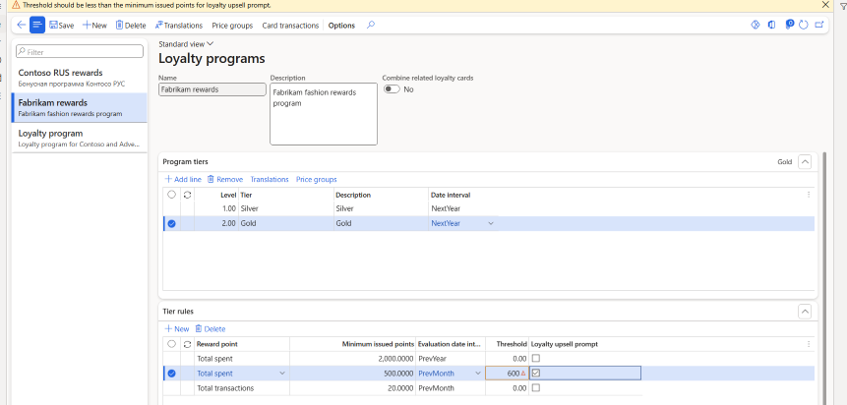 Threshold should be less than the minimum issued points for loyalty upsell prompt.
Save New Delete Translations Price groups Card transactions Options
Filter
Contoso RUS rewards
Бонусная программа Контосо РУС
Fabrikam rewards
Fabrikam fashion rewards program
Loyalty program
Loyalty program for Contoso and Adve...
Standard view
Loyalty programs
Name Description Combine related loyalty cards
Fabrikam rewards Fabrikam fashion rewards No
program
Program tiers Gold
Add line Remove Translations Price groups
Level Tier Description Date interval
1.00 Silver Silver NextYear
2.00 Gold Gold NextYear
Tier rules
New Delete
Reward point Minimum issued points Evaluation date int... Threshold Loyalty upsell prompt
Total spent 2,000.0000 PrevYear 0.00
Total spent 500.0000 PrevMonth 600
Total transactions 20.0000 PrevMonth 0.00